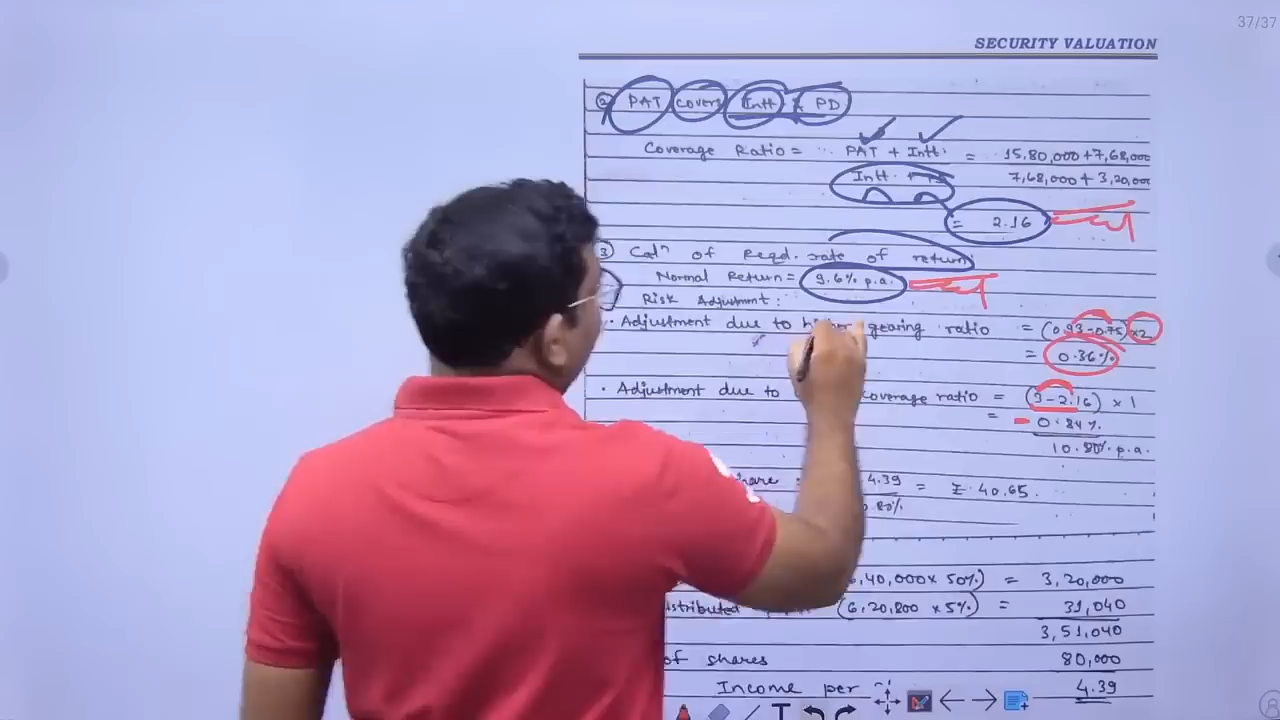 37/37
SECURITY VALUATION
② PAT covers Intt & PD
Coverage Ratio = PAT + Intt. = 15,80,000+7,68,000
Intt. + 7,68,000+3,20,000
= 2.16
③ Calⁿ of Reqd. rate of return
Normal Return = 9.6% p.a.
Risk Adjustment:
• Adjustment due to higher gearing ratio = (0.93-0.75)×2
= 0.36%
• Adjustment due to coverage ratio = (3-2.16) × 1
= 0.84%
10.80% p.a.
share = 4.39 = ₹ 40.65.
.80%
6,40,000× 50%) = 3,20,000
istributed (6,20,800 ×5%) = 31,040
3,51,040
of shares 80,000
Income per 4.39